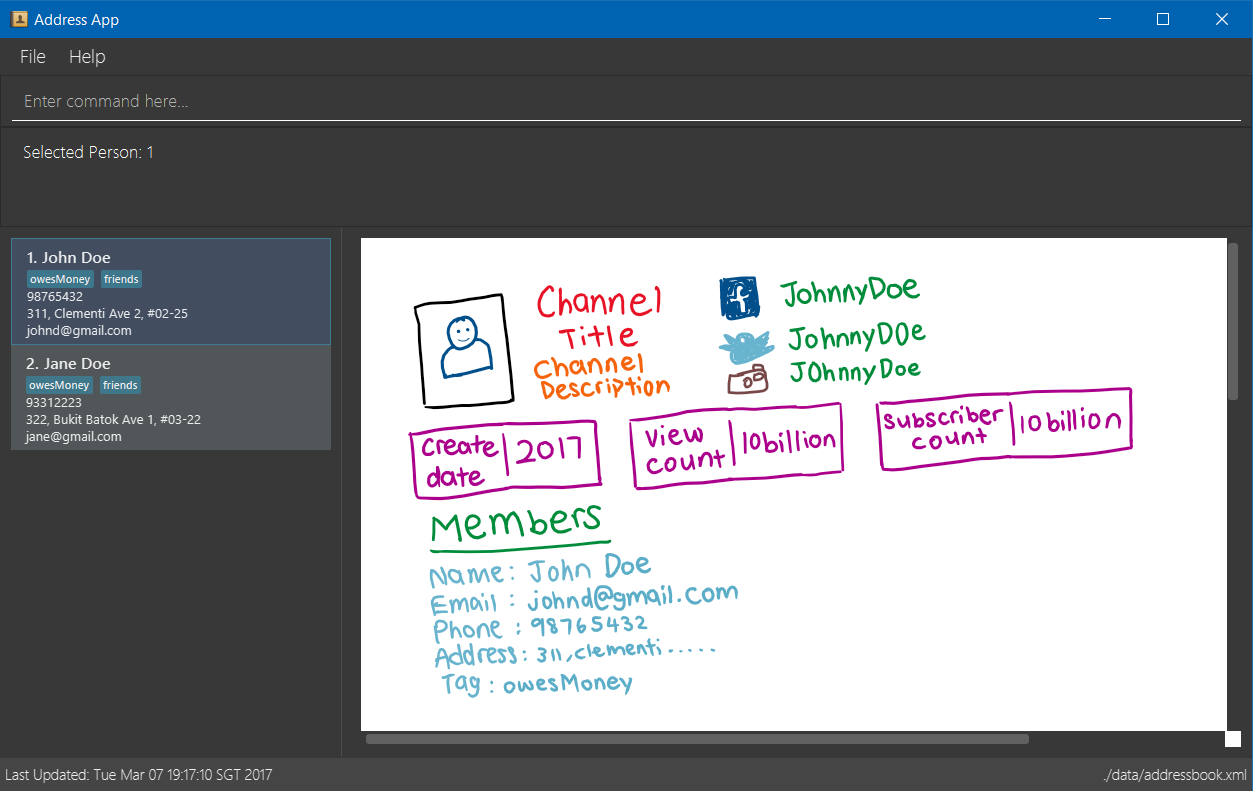 Address App
File Help
Enter command here...
Selected Person: 1
1. John Doe
owesMoney friends
98765432
311, Clementi Ave 2, #02-25
johnd@gmail.com
2. Jane Doe
owesMoney friends
93312223
322, Bukit Batok Ave 1, #03-22
jane@gmail.com
Channel
Title
Channel
Description
f JohnnyDoe
JohnnyD0e
J0hnnyDoe
create date 2017
view count 10billion
subscriber count 10billion
Members
Name: John Doe
Email: johnd@gmail.com
Phone: 98765432
Address: 311, clementi.....
Tag: owesMoney
Last Updated: Tue Mar 07 19:17:10 SGT 2017
./data/addressbook.xml